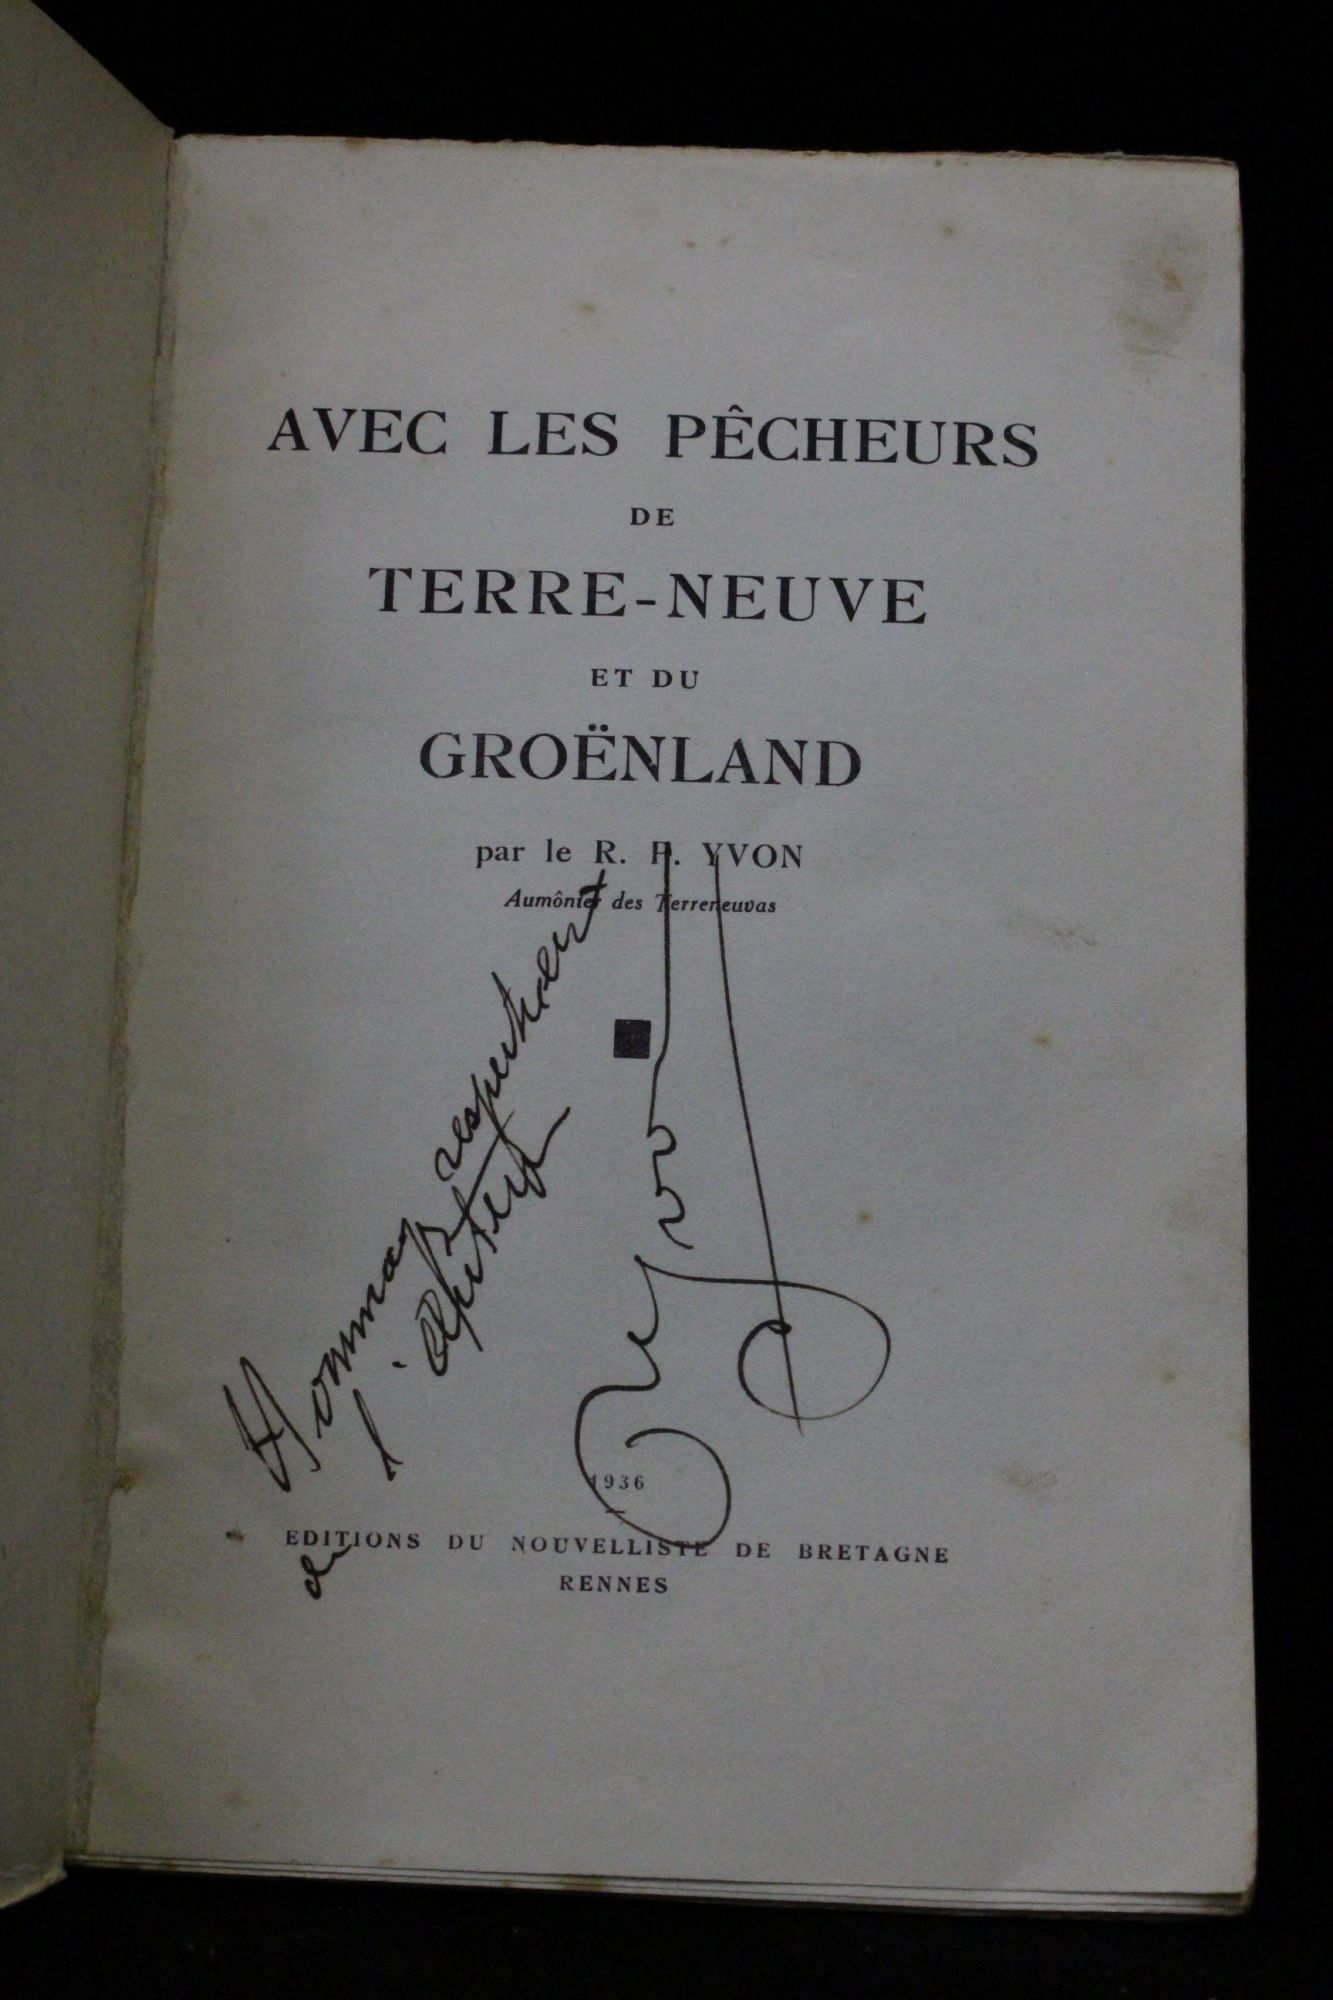 AVEC LES PÊCHEURS
DE
TERRE-NEUVE
ET DU
GROËNLAND
par le R. P. YVON
Aumônier des Terreneuvas
Hommage respectueux
de l'auteur
Yvon
1936
EDITIONS DU NOUVELLISTE DE BRETAGNE
RENNES